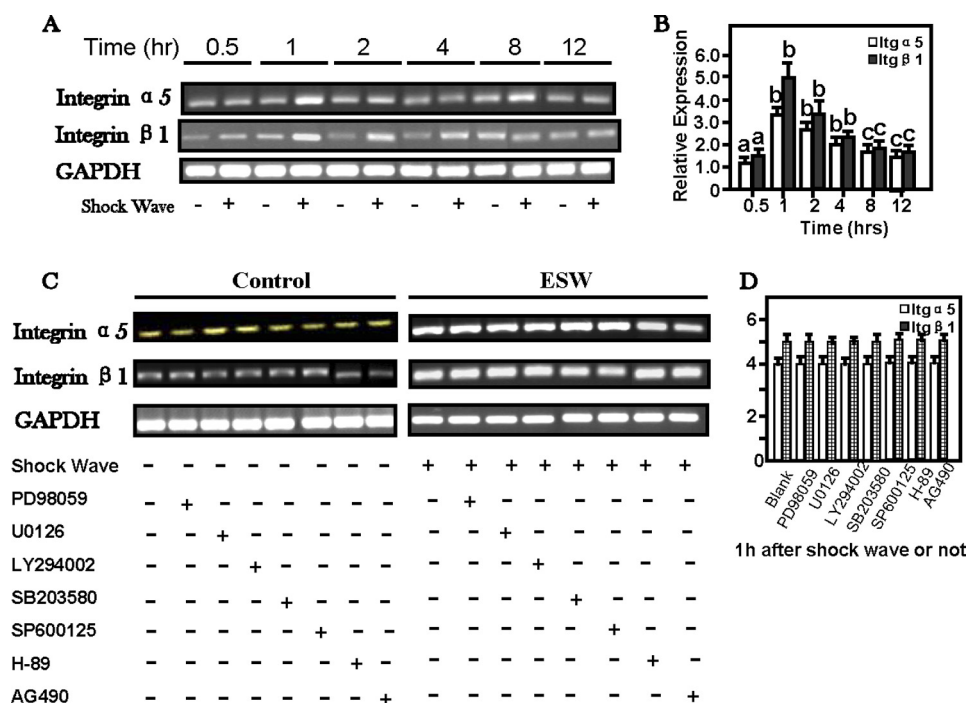 A
Time (hr) 0.5 1 2 4 8 12
Integrin α 5
Integrin β 1
GAPDH
Shock Wave - + - + - + - + - + - +
B
Itg α 5
Itg β 1
Relative Expression
6.0
5.0
4.0
3.0
2.0
1.0
0
a a b b b b b b c c c c
0.5 1 2 4 8 12
Time (hrs)
C
Control ESW
Integrin α 5
Integrin β 1
GAPDH
Shock Wave - - - - - - - - + + + + + + + +
PD98059 - + - - - - - - - + - - - - - -
U0126 - - + - - - - - - - + - - - - -
LY294002 - - - + - - - - - - - + - - - -
SB203580 - - - - + - - - - - - - + - - -
SP600125 - - - - - + - - - - - - - + - -
H-89 - - - - - - + - - - - - - - + -
AG490 - - - - - - - + - - - - - - - +
D
Itg α 5
Itg β 1
6
4
2
0
Blank
PD98059
U0126
LY294002
SB203580
SP600125
H-89
AG490
1h after shock wave or not